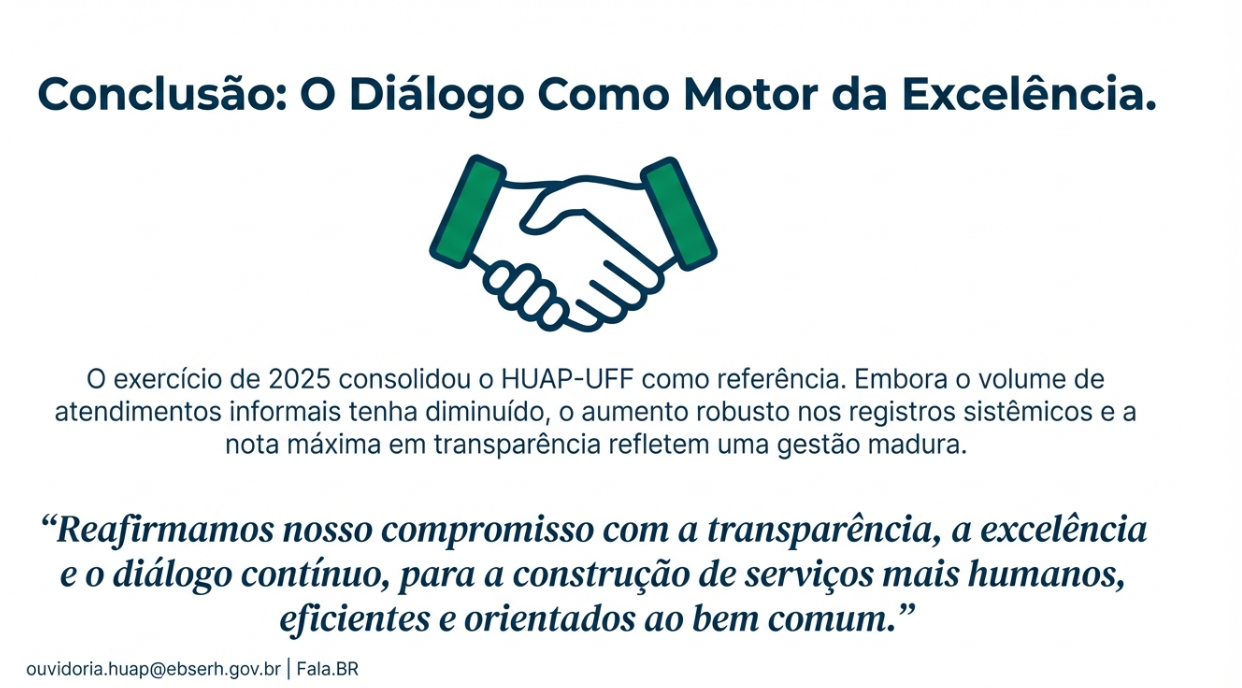 Conclusão: O Diálogo Como Motor da Excelência.
O exercício de 2025 consolidou o HUAP-UFF como referência. Embora o volume de
atendimentos informais tenha diminuído, o aumento robusto nos registros sistêmicos e a
nota máxima em transparência refletem uma gestão madura.
“Reafirmamos nosso compromisso com a transparência, a excelência
e o diálogo contínuo, para a construção de serviços mais humanos,
eficientes e orientados ao bem comum.”
ouvidoria.huap@ebserh.gov.br | Fala.BR